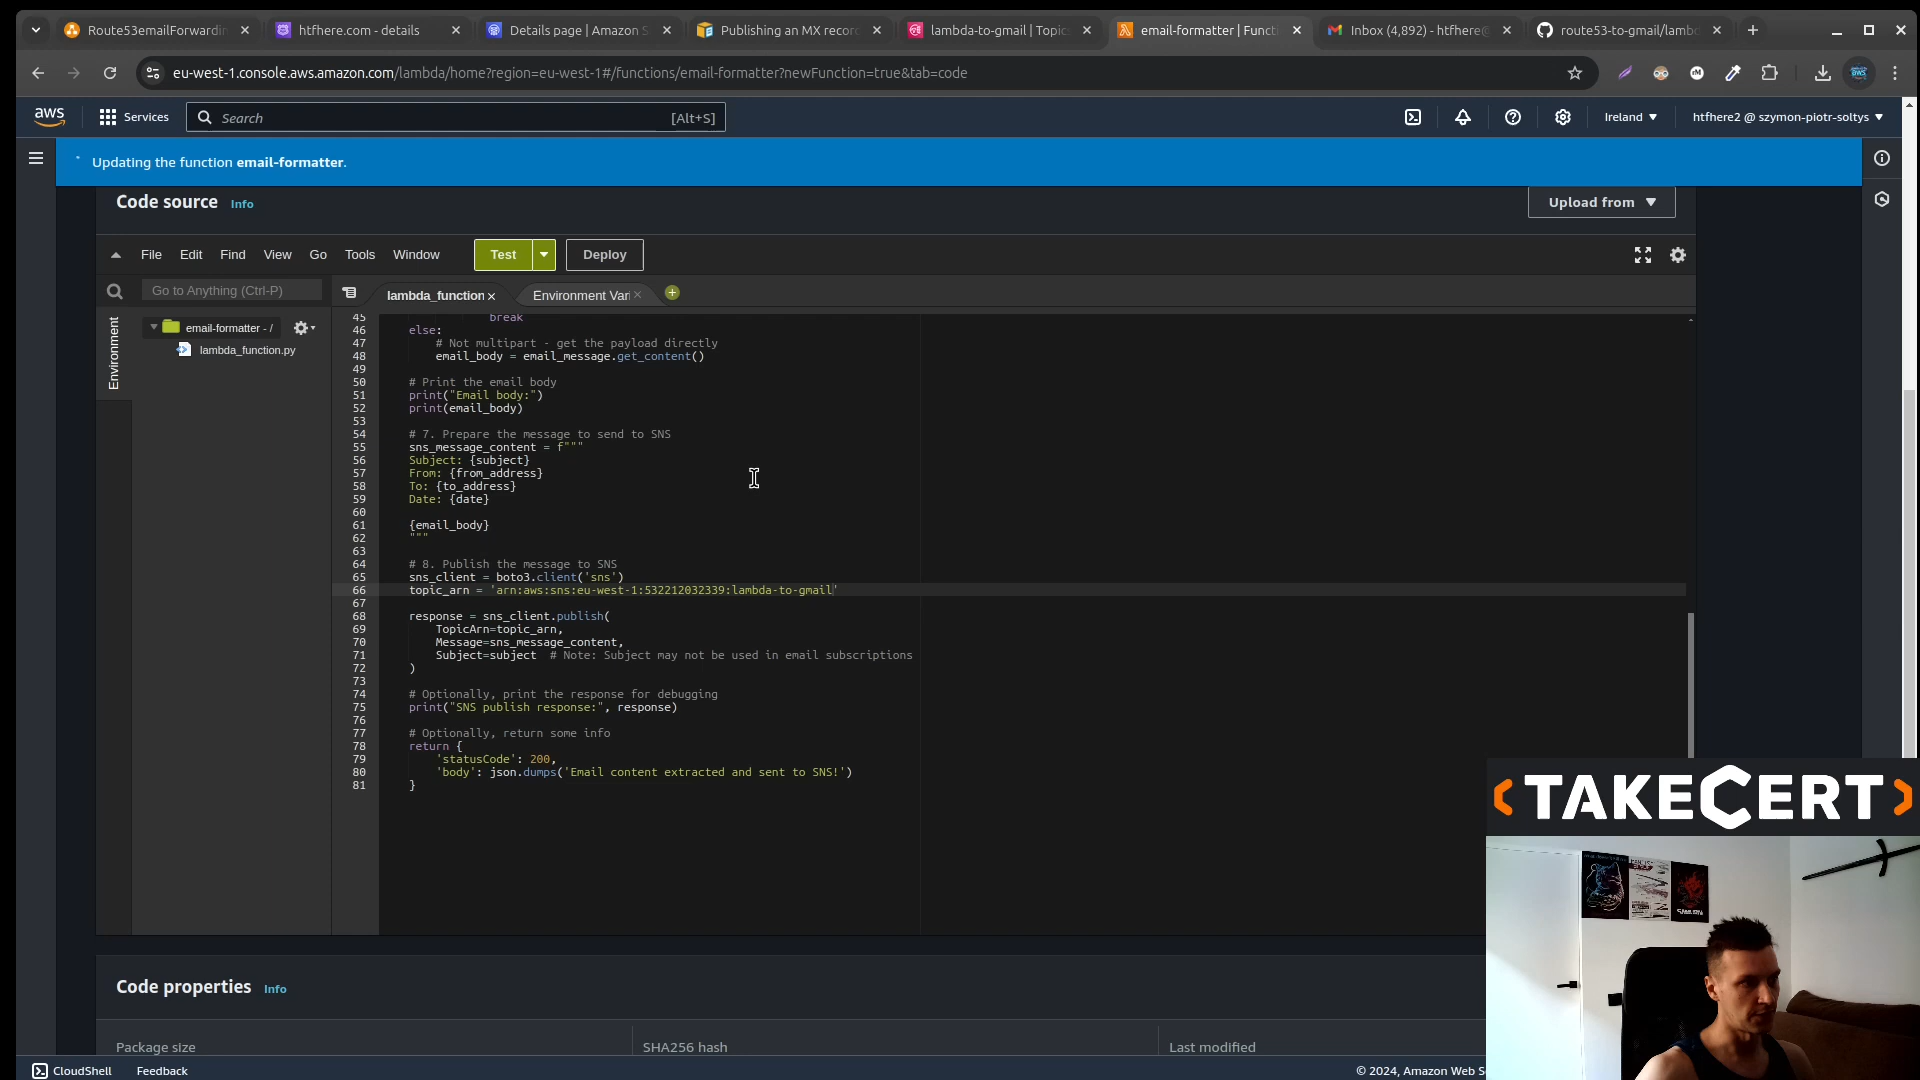 Route53emailForwardin
htfhere.com - details
Details page | Amazon S
Publishing an MX recor
lambda-to-gmail | Topic
email-formatter | Functi
Inbox (4,892) - htfhere@
route53-to-gmail/lambd
eu-west-1.console.aws.amazon.com/lambda/home?region=eu-west-1#/functions/email-formatter?newFunction=true&tab=code
aws
Services
Search
[Alt+S]
Ireland
htfhere2 @ szymon-piotr-soltys
Updating the function email-formatter.
Code source
Info
Upload from
File Edit Find View Go Tools Window
Test
Deploy
Go to Anything (Ctrl-P)
lambda_function
Environment Vari
Environment
email-formatter - /
lambda_function.py
45 break
46 else:
47 # Not multipart - get the payload directly
48 email_body = email_message.get_content()
49
50 # Print the email body
51 print("Email body:")
52 print(email_body)
53
54 # 7. Prepare the message to send to SNS
55 sns_message_content = f"""
56 Subject: {subject}
57 From: {from_address}
58 To: {to_address}
59 Date: {date}
60
61 {email_body}
62 """
63
64 # 8. Publish the message to SNS
65 sns_client = boto3.client('sns')
66 topic_arn = 'arn:aws:sns:eu-west-1:532212032339:lambda-to-gmail'
67
68 response = sns_client.publish(
69 TopicArn=topic_arn,
70 Message=sns_message_content,
71 Subject=subject # Note: Subject may not be used in email subscriptions
72 )
73
74 # Optionally, print the response for debugging
75 print("SNS publish response:", response)
76
77 # Optionally, return some info
78 return {
79 'statusCode': 200,
80 'body': json.dumps('Email content extracted and sent to SNS!')
81 }
TAKECERT
Code properties
Info
Package size
SHA256 hash
Last modified
CloudShell
Feedback
© 2024, Amazon Web Se